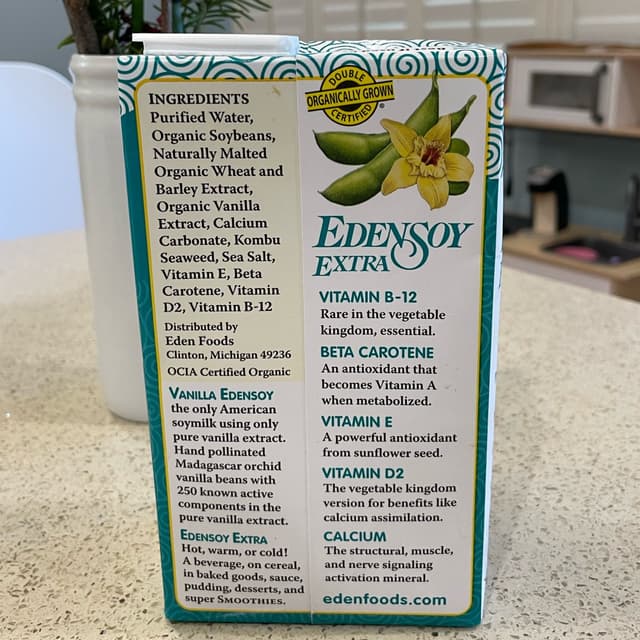 INGREDIENTS
Purified Water,
Organic Soybeans,
Naturally Malted
Organic Wheat and
Barley Extract,
Organic Vanilla
Extract, Calcium
Carbonate, Kombu
Seaweed, Sea Salt,
Vitamin E, Beta
Carotene, Vitamin
D2, Vitamin B-12
Distributed by
Eden Foods
Clinton, Michigan 49236
OCIA Certified Organic
VANILLA EDENSOY
the only American
soymilk using only
pure vanilla extract.
Hand pollinated
Madagascar orchid
vanilla beans with
250 known active
components in the
pure vanilla extract.
EDENSOY EXTRA
Hot, warm, or cold!
A beverage, on cereal,
in baked goods, sauce,
pudding, desserts, and
super SMOOTHIES.
DOUBLE
ORGANICALLY GROWN
CERTIFIED
®
EDENSOY
EXTRA
VITAMIN B-12
Rare in the vegetable
kingdom, essential.
BETA CAROTENE
An antioxidant that
becomes Vitamin A
when metabolized.
VITAMIN E
A powerful antioxidant
from sunflower seed.
VITAMIN D2
The vegetable kingdom
version for benefits like
calcium assimilation.
CALCIUM
The structural, muscle,
and nerve signaling
activation mineral.
edenfoods.com